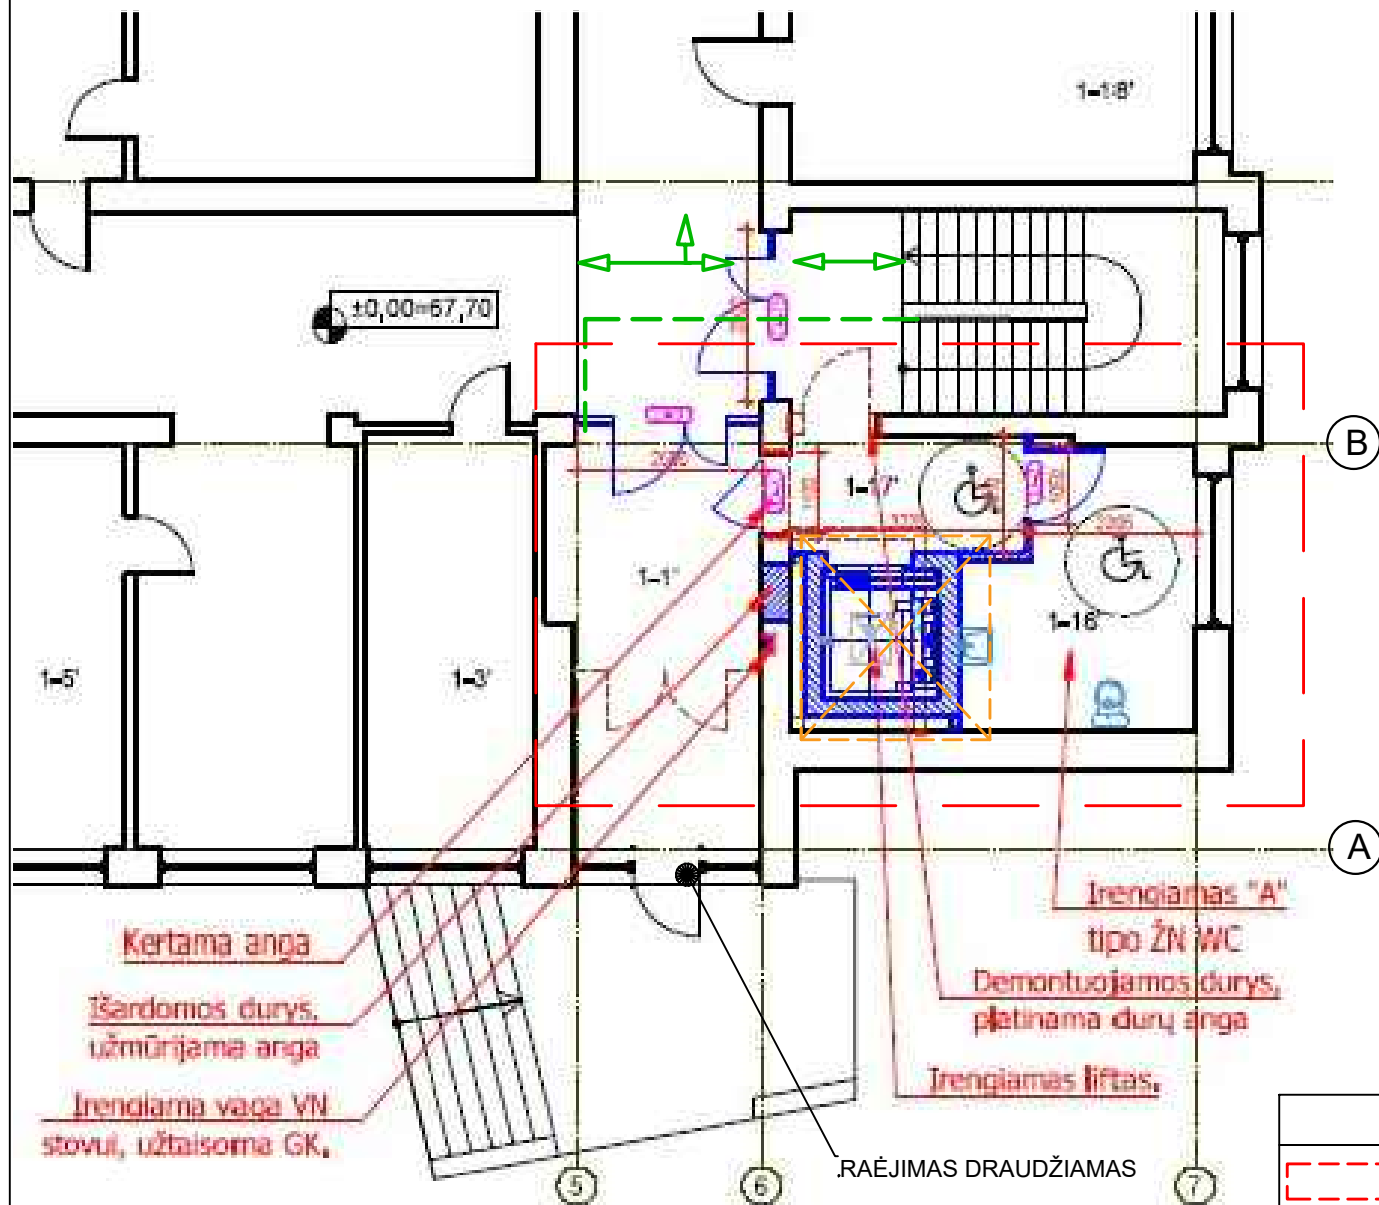 1-18'
±0,00=67,70
B
1-17'
1-1'
1-16'
1-5'
1-3'
A
Įrengiamas "A"
tipo ŽN WC
Kertama anga
Demontuojamos durys,
platinama durų anga
Išardomos durys,
užmūrijama anga
Įrengiamas liftas.
Įrengiama vaga VN
stovui, užtaisoma GK.
.RAĖJIMAS DRAUDŽIAMAS
5
6
7